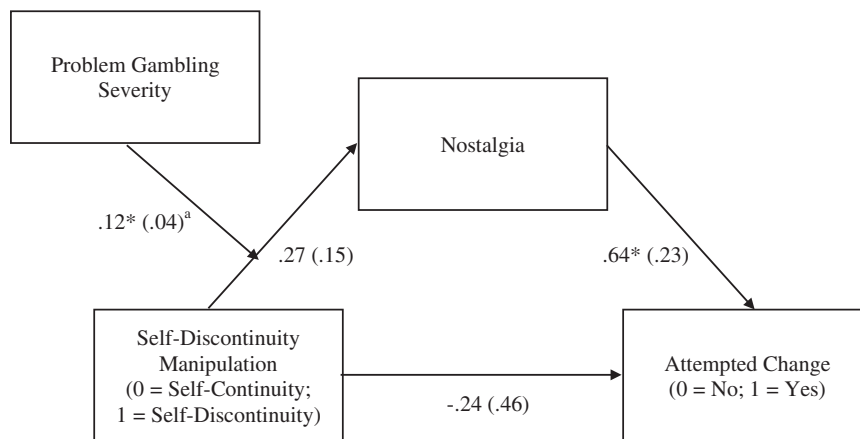 Problem Gambling
Severity
Nostalgia
.12* (.04)a
.27 (.15)
.64* (.23)
Self-Discontinuity
Manipulation
(0 = Self-Continuity;
1 = Self-Discontinuity)
Attempted Change
(0 = No; 1 = Yes)
-.24 (.46)